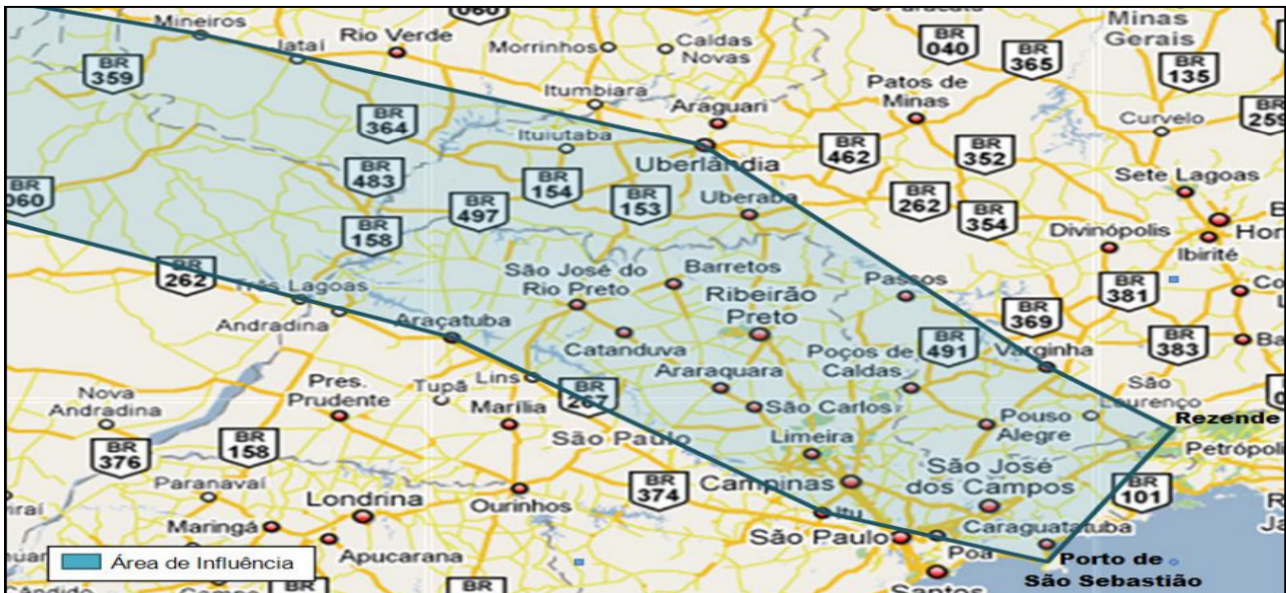 060
Minas
Gerais
Mineiros
Jataí
Rio Verde
Morrinhos
Caldas
Novas
BR
040
BR
365
BR
135
BR
359
Itumbiara
Araguari
Patos de
Minas
Curvelo
BR
259
BR
364
Ituiutaba
Uberlândia
BR
462
BR
352
BR
483
BR
154
BR
153
Uberaba
Sete Lagoas
BR
060
BR
497
BR
262
BR
354
BR
158
Divinópolis
Ibirité
BR
262
Três Lagoas
São José do
Rio Preto
Barretos
Ribeirão
Preto
Passos
BR
381
Andradina
Araçatuba
BR
369
Catanduva
Poços de
Caldas
BR
491
Varginha
BR
383
Nova
Andradina
Pres.
Prudente
Tupã
Lins
BR
267
Araraquara
São
Lourenço
Marília
São Carlos
Pouso
Alegre
Rezende
BR
376
BR
158
São Paulo
Limeira
Paranavaí
Londrina
Ourinhos
BR
374
Campinas
São José
dos Campos
BR
101
Maringá
Itu
Caraguatatuba
Apucarana
São Paulo
Poa
Área de Influência
Porto de
São Sebastião
BR
BR
Santos